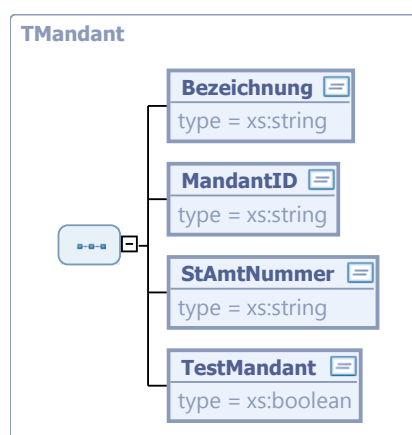 TMandant
Bezeichnung
type = xs:string
MandantID
type = xs:string
StAmtNummer
type = xs:string
TestMandant
type = xs:boolean